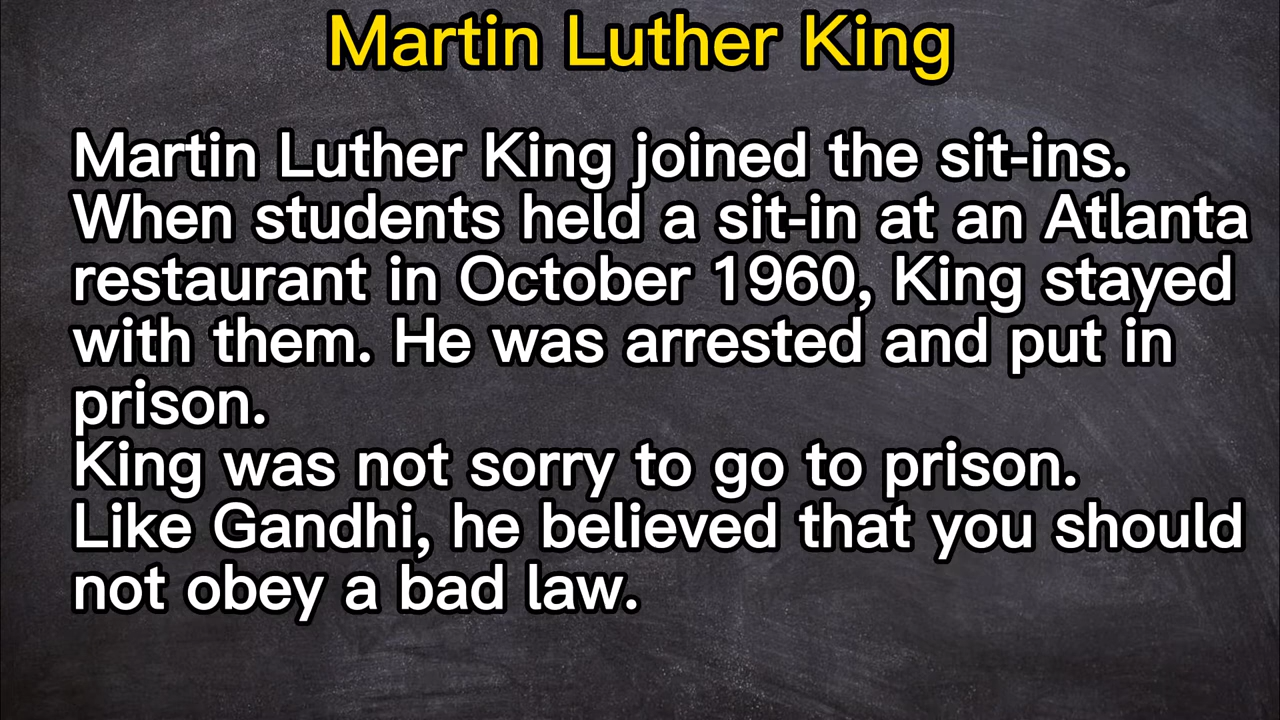 Martin Luther King
Martin Luther King joined the sit-ins.
When students held a sit-in at an Atlanta
restaurant in October 1960, King stayed
with them. He was arrested and put in
prison.
King was not sorry to go to prison.
Like Gandhi, he believed that you should
not obey a bad law.